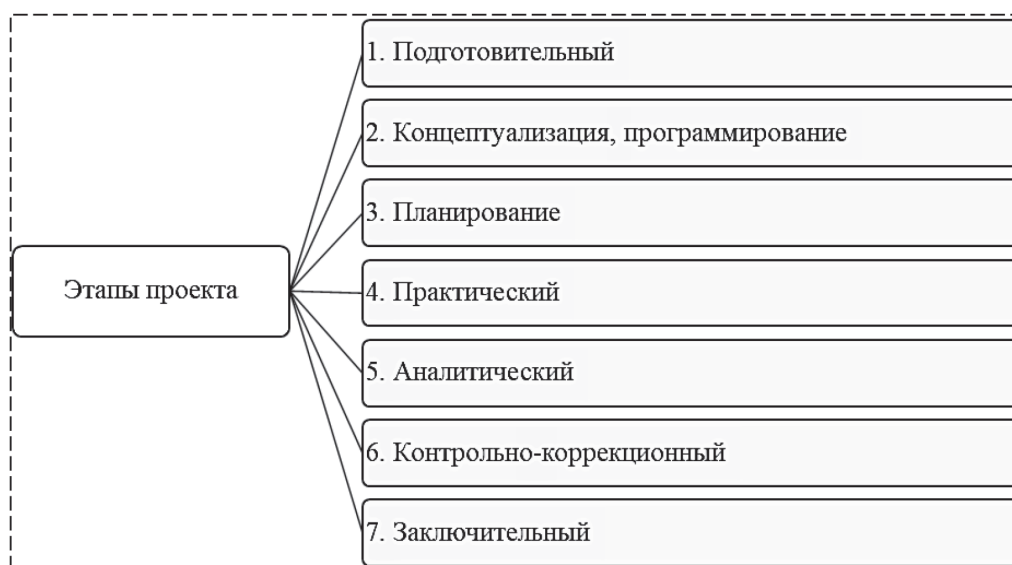 1. Подготовительный
2. Концептуализация, программирование
3. Планирование
Этапы проекта
4. Практический
5. Аналитический
6. Контрольно-коррекционный
7. Заключительный